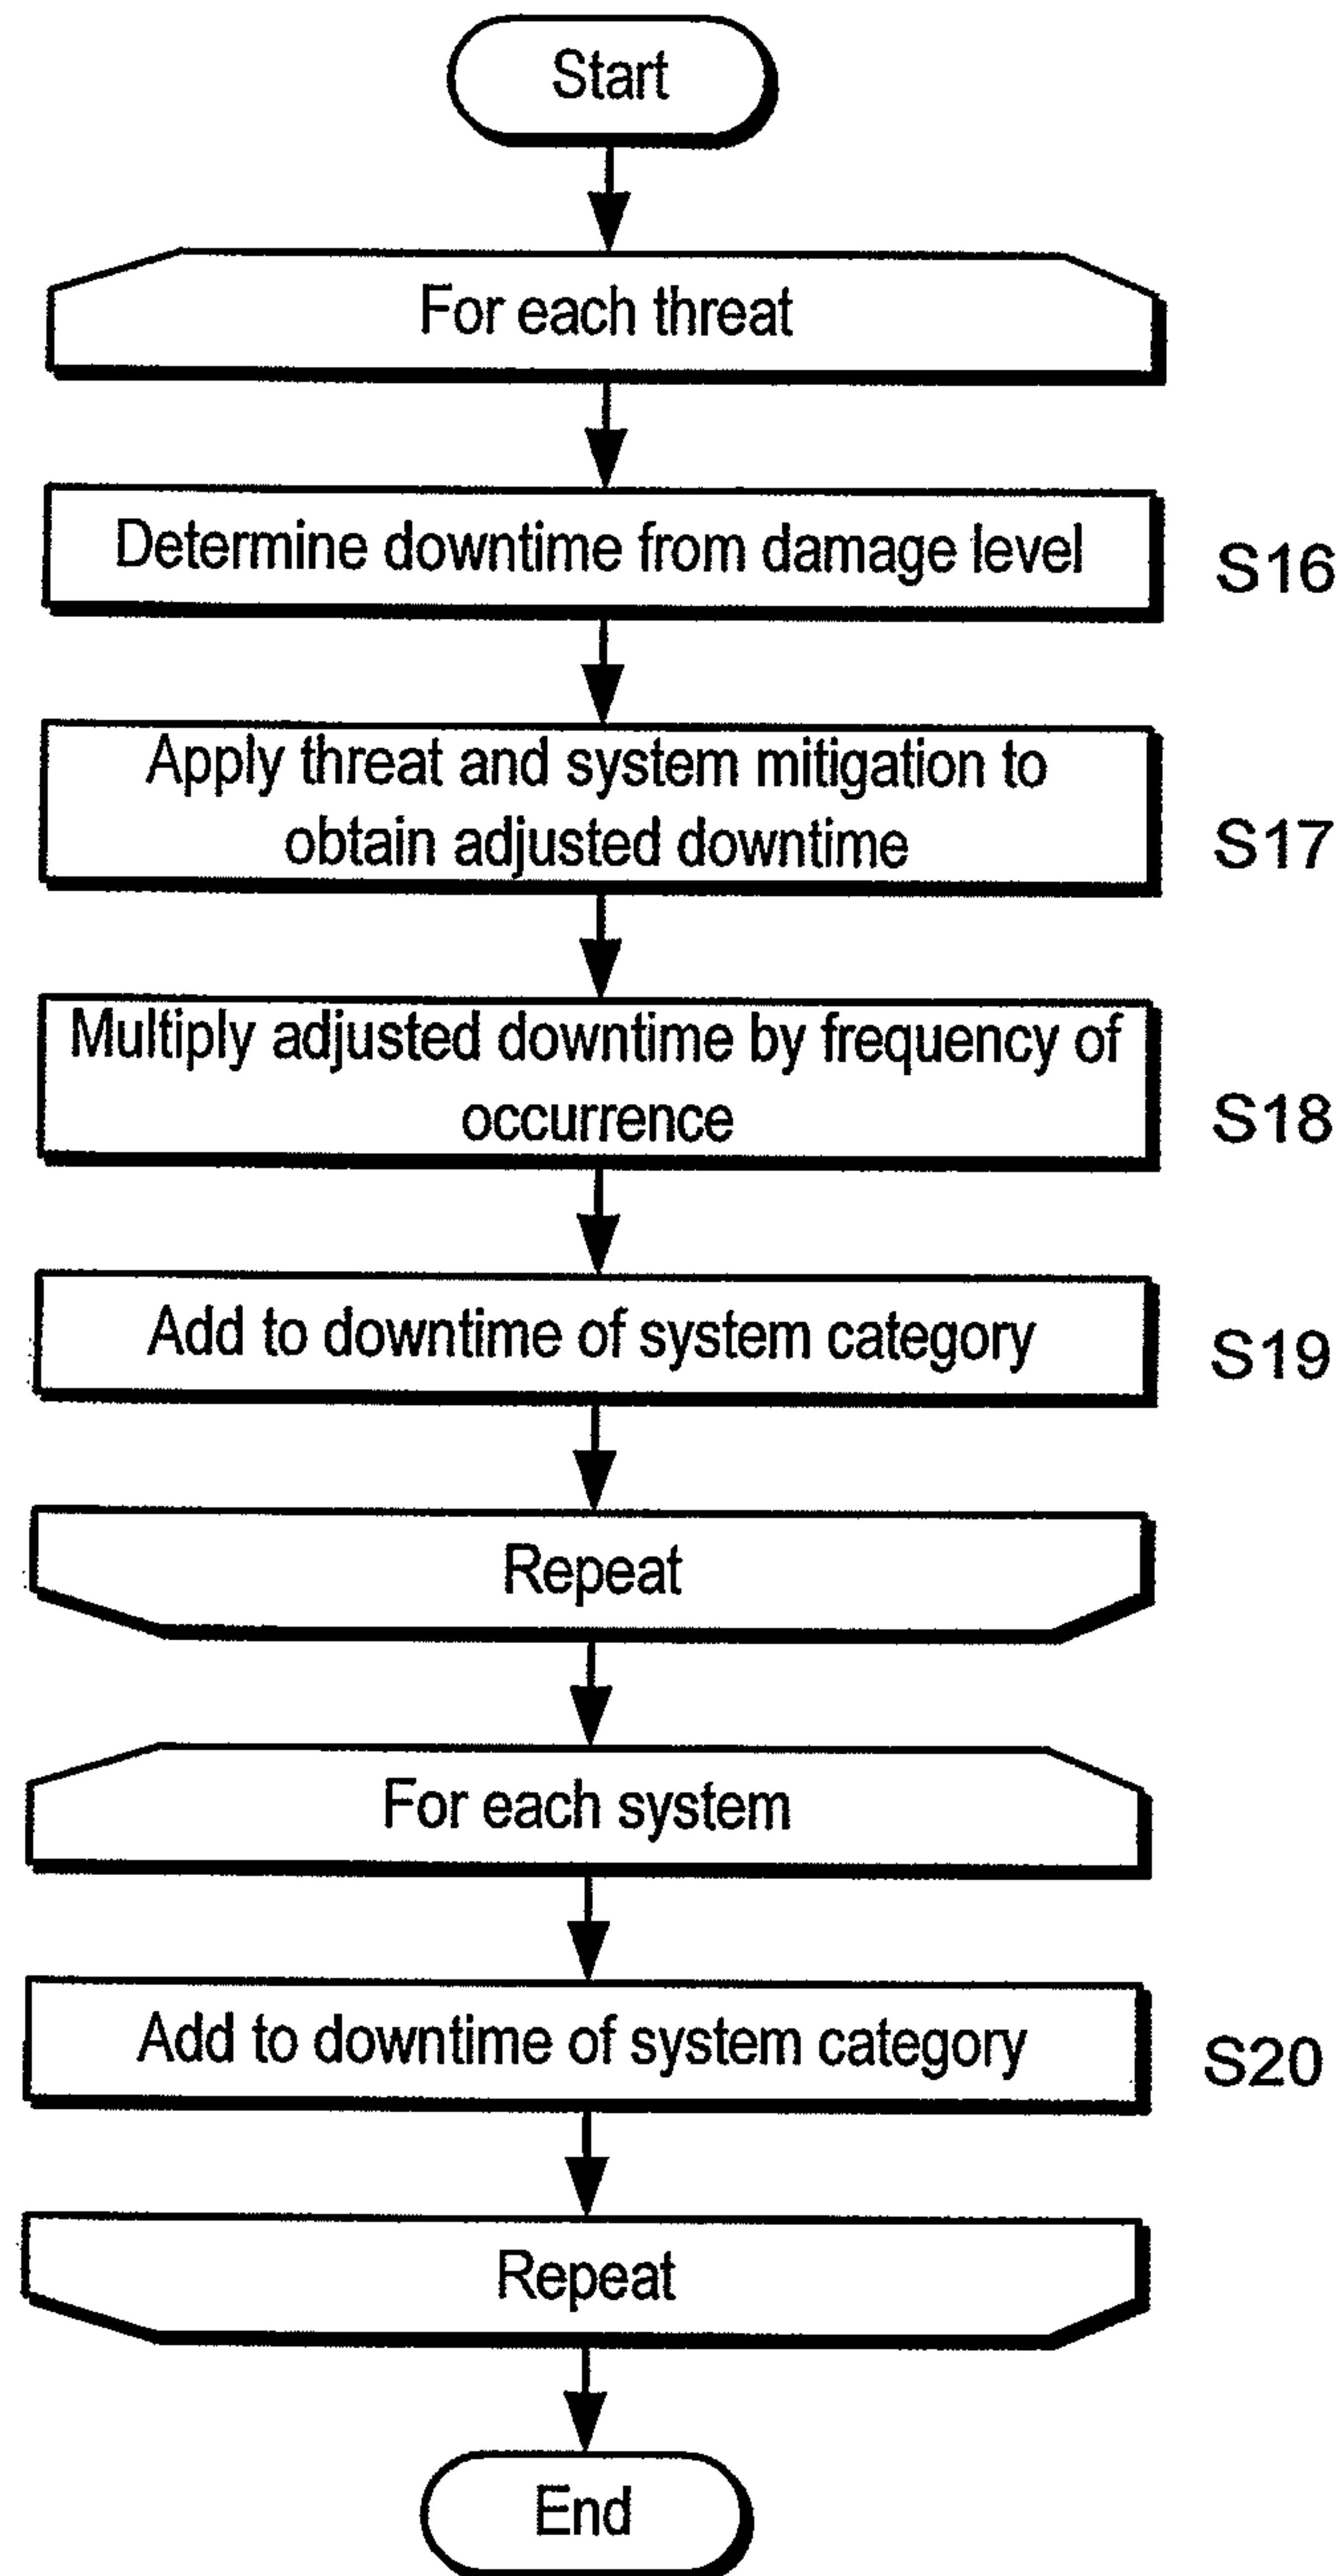 Start
For each threat
Determine downtime from damage level
S16
Apply threat and system mitigation to
obtain adjusted downtime
S17
Multiply adjusted downtime by frequency of
occurrence
S18
Add to downtime of system category
S19
Repeat
For each system
Add to downtime of system category
S20
Repeat
End